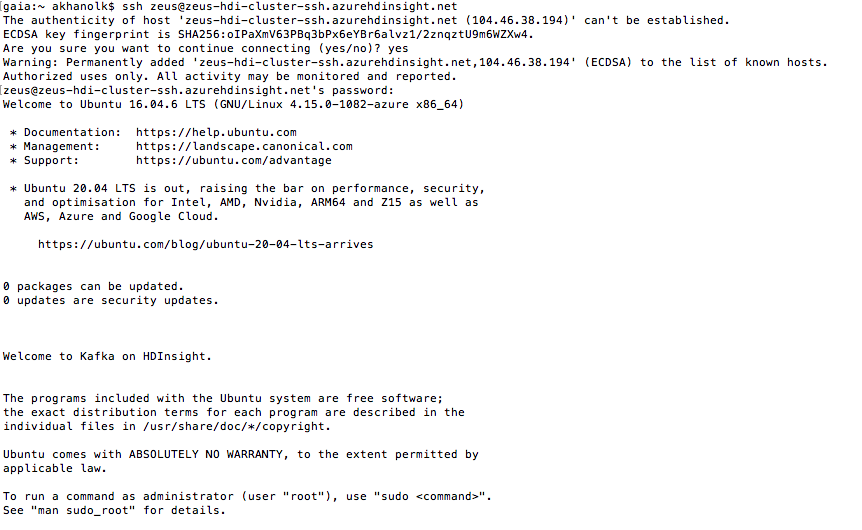 [gaia:~ akhanolk$ ssh zeus@zeus-hdi-cluster-ssh.azurehdinsight.net
The authenticity of host 'zeus-hdi-cluster-ssh.azurehdinsight.net (104.46.38.194)' can't be established.
ECDSA key fingerprint is SHA256:oIPaXmV63PBq3bPx6eYBr6alvz1/2znqztU9m6WZXw4.
Are you sure you want to continue connecting (yes/no)? yes
Warning: Permanently added 'zeus-hdi-cluster-ssh.azurehdinsight.net,104.46.38.194' (ECDSA) to the list of known hosts.
Authorized uses only. All activity may be monitored and reported.
[zeus@zeus-hdi-cluster-ssh.azurehdinsight.net's password:
Welcome to Ubuntu 16.04.6 LTS (GNU/Linux 4.15.0-1082-azure x86_64)
* Documentation:  https://help.ubuntu.com
* Management:     https://landscape.canonical.com
* Support:        https://ubuntu.com/advantage
* Ubuntu 20.04 LTS is out, raising the bar on performance, security,
and optimisation for Intel, AMD, Nvidia, ARM64 and Z15 as well as
AWS, Azure and Google Cloud.
https://ubuntu.com/blog/ubuntu-20-04-lts-arrives
0 packages can be updated.
0 updates are security updates.
Welcome to Kafka on HDInsight.
The programs included with the Ubuntu system are free software;
the exact distribution terms for each program are described in the
individual files in /usr/share/doc/*/copyright.
Ubuntu comes with ABSOLUTELY NO WARRANTY, to the extent permitted by
applicable law.
To run a command as administrator (user "root"), use "sudo <command>".
See "man sudo_root" for details.